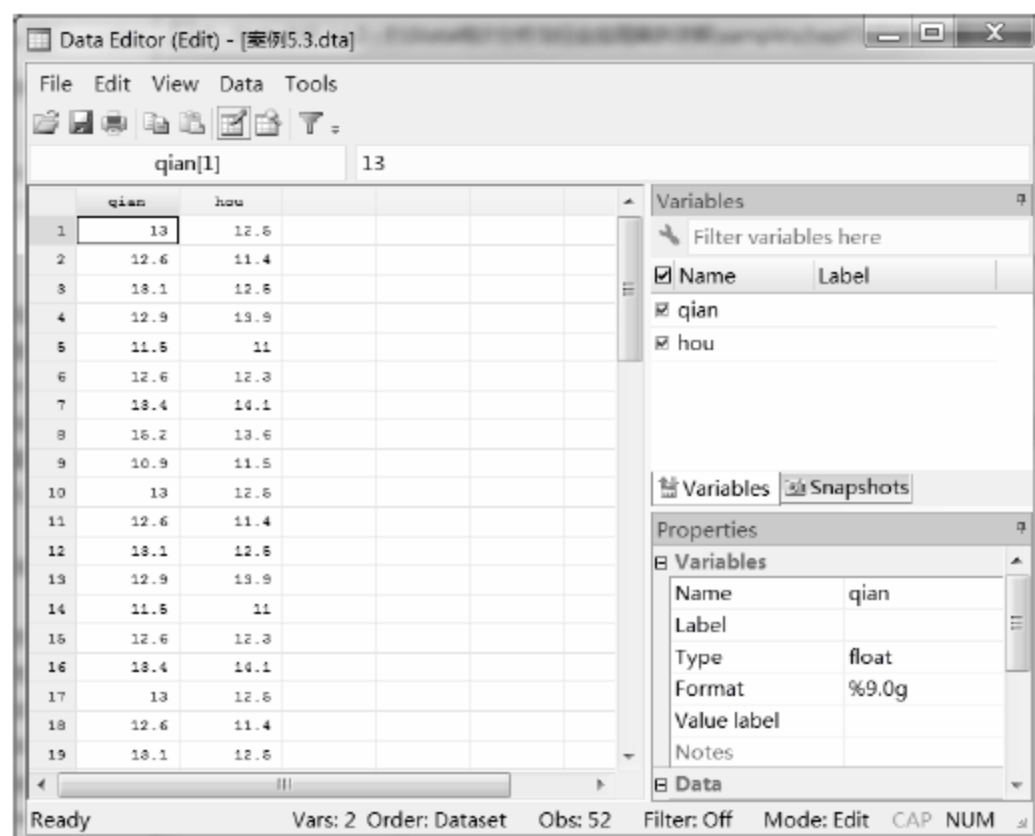 Data Editor (Edit) - [案例5.3.dta]
File Edit View Data Tools
qian[1] 13
qian hou
1 13 12.5
2 12.6 11.4
3 13.1 12.5
4 12.9 13.9
5 11.5 11
6 12.6 12.3
7 13.4 14.1
8 15.2 13.6
9 10.9 11.5
10 13 12.5
11 12.6 11.4
12 13.1 12.5
13 12.9 13.9
14 11.5 11
15 12.6 12.3
16 13.4 14.1
17 13 12.5
18 12.6 11.4
19 13.1 12.5
Variables
Filter variables here
Name Label
qian
hou
Variables Snapshots
Properties
Variables
Name qian
Label
Type float
Format %9.0g
Value label
Notes
Data
Ready Vars: 2 Order: Dataset Obs: 52 Filter: Off Mode: Edit CAP NUM